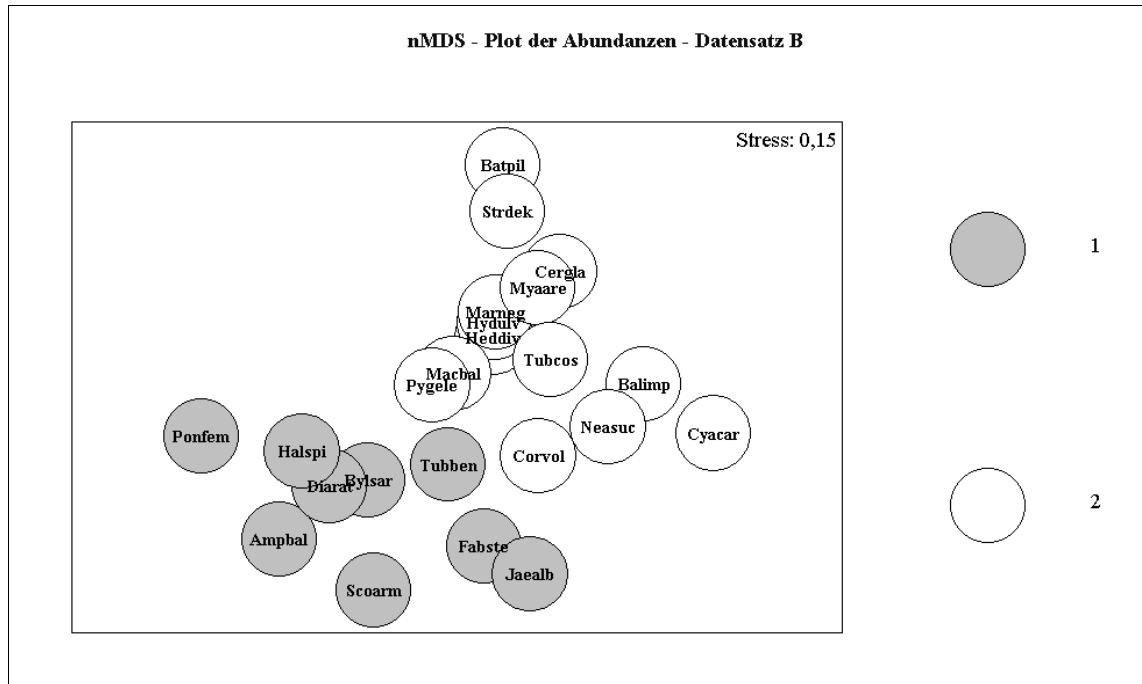 nMDS - Plot der Abundanzen - Datensatz B
Stress: 0,15
Batpil
Strdek
Cergla
Myaare
Marneg
Hydulv
Heddiv
Tubcos
Macbal
Pygele
Balimp
Neasuc
Cyacar
Ponfem
Halspi
Tubben
Corvol
Bylsar
Diarat
Ampbal
Fabste
Jaealb
Scoarm
1
2